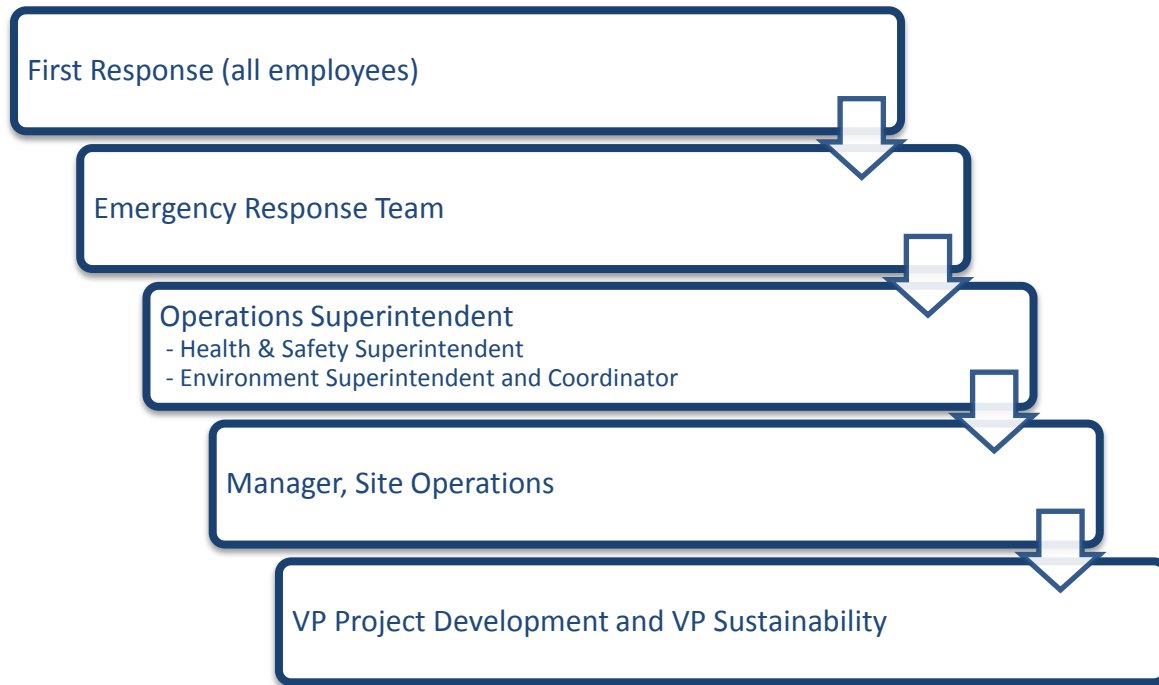 First Response (all employees)
Emergency Response Team
Operations Superintendent
- Health & Safety Superintendent
- Environment Superintendent and Coordinator
Manager, Site Operations
VP Project Development and VP Sustainability